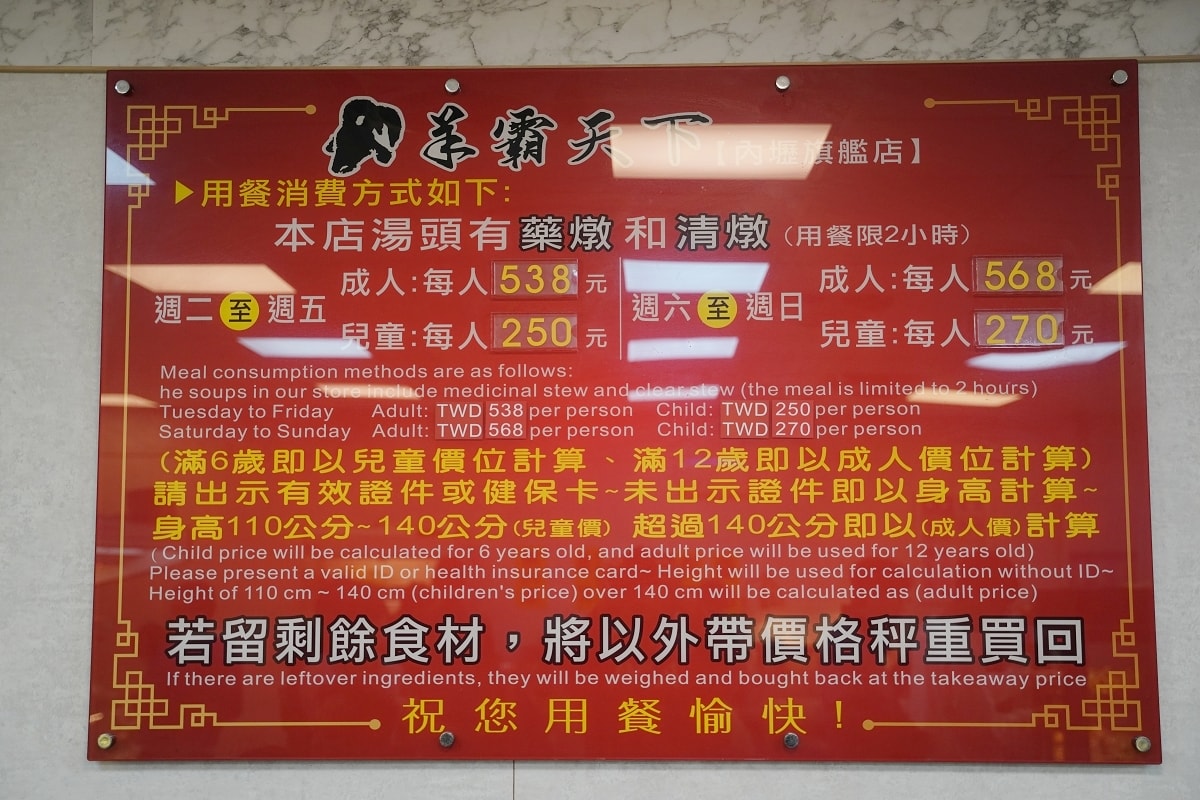 羊霸天下【內壢旗艦店】
▶用餐消費方式如下:
本店湯頭有藥燉和清燉(用餐限2小時)
週二至週五 成人:每人538元 兒童:每人250元
週六至週日 成人:每人568元 兒童:每人270元
Meal consumption methods are as follows:
he soups in our store include medicinal stew and clear.stew (the meal is limited to 2 hours)
Tuesday to Friday Adult: TWD 538 per person Child: TWD 250 per person
Saturday to Sunday Adult: TWD 568 per person Child: TWD 270 per person
(滿6歲即以兒童價位計算、滿12歲即以成人價位計算)
請出示有效證件或健保卡~未出示證件即以身高計算~
身高110公分~140公分(兒童價) 超過140公分即以(成人價)計算
( Child price will be calculated for 6 years old, and adult price will be used for 12 years old)
Please present a valid ID or health insurance card~ Height will be used for calculation without ID~
Height of 110 cm ~ 140 cm (children's price) over 140 cm will be calculated as (adult price)
若留剩餘食材，將以外帶價格秤重買回
If there are leftover ingredients, they will be weighed and bought back at the takeaway price
祝您用餐愉快!